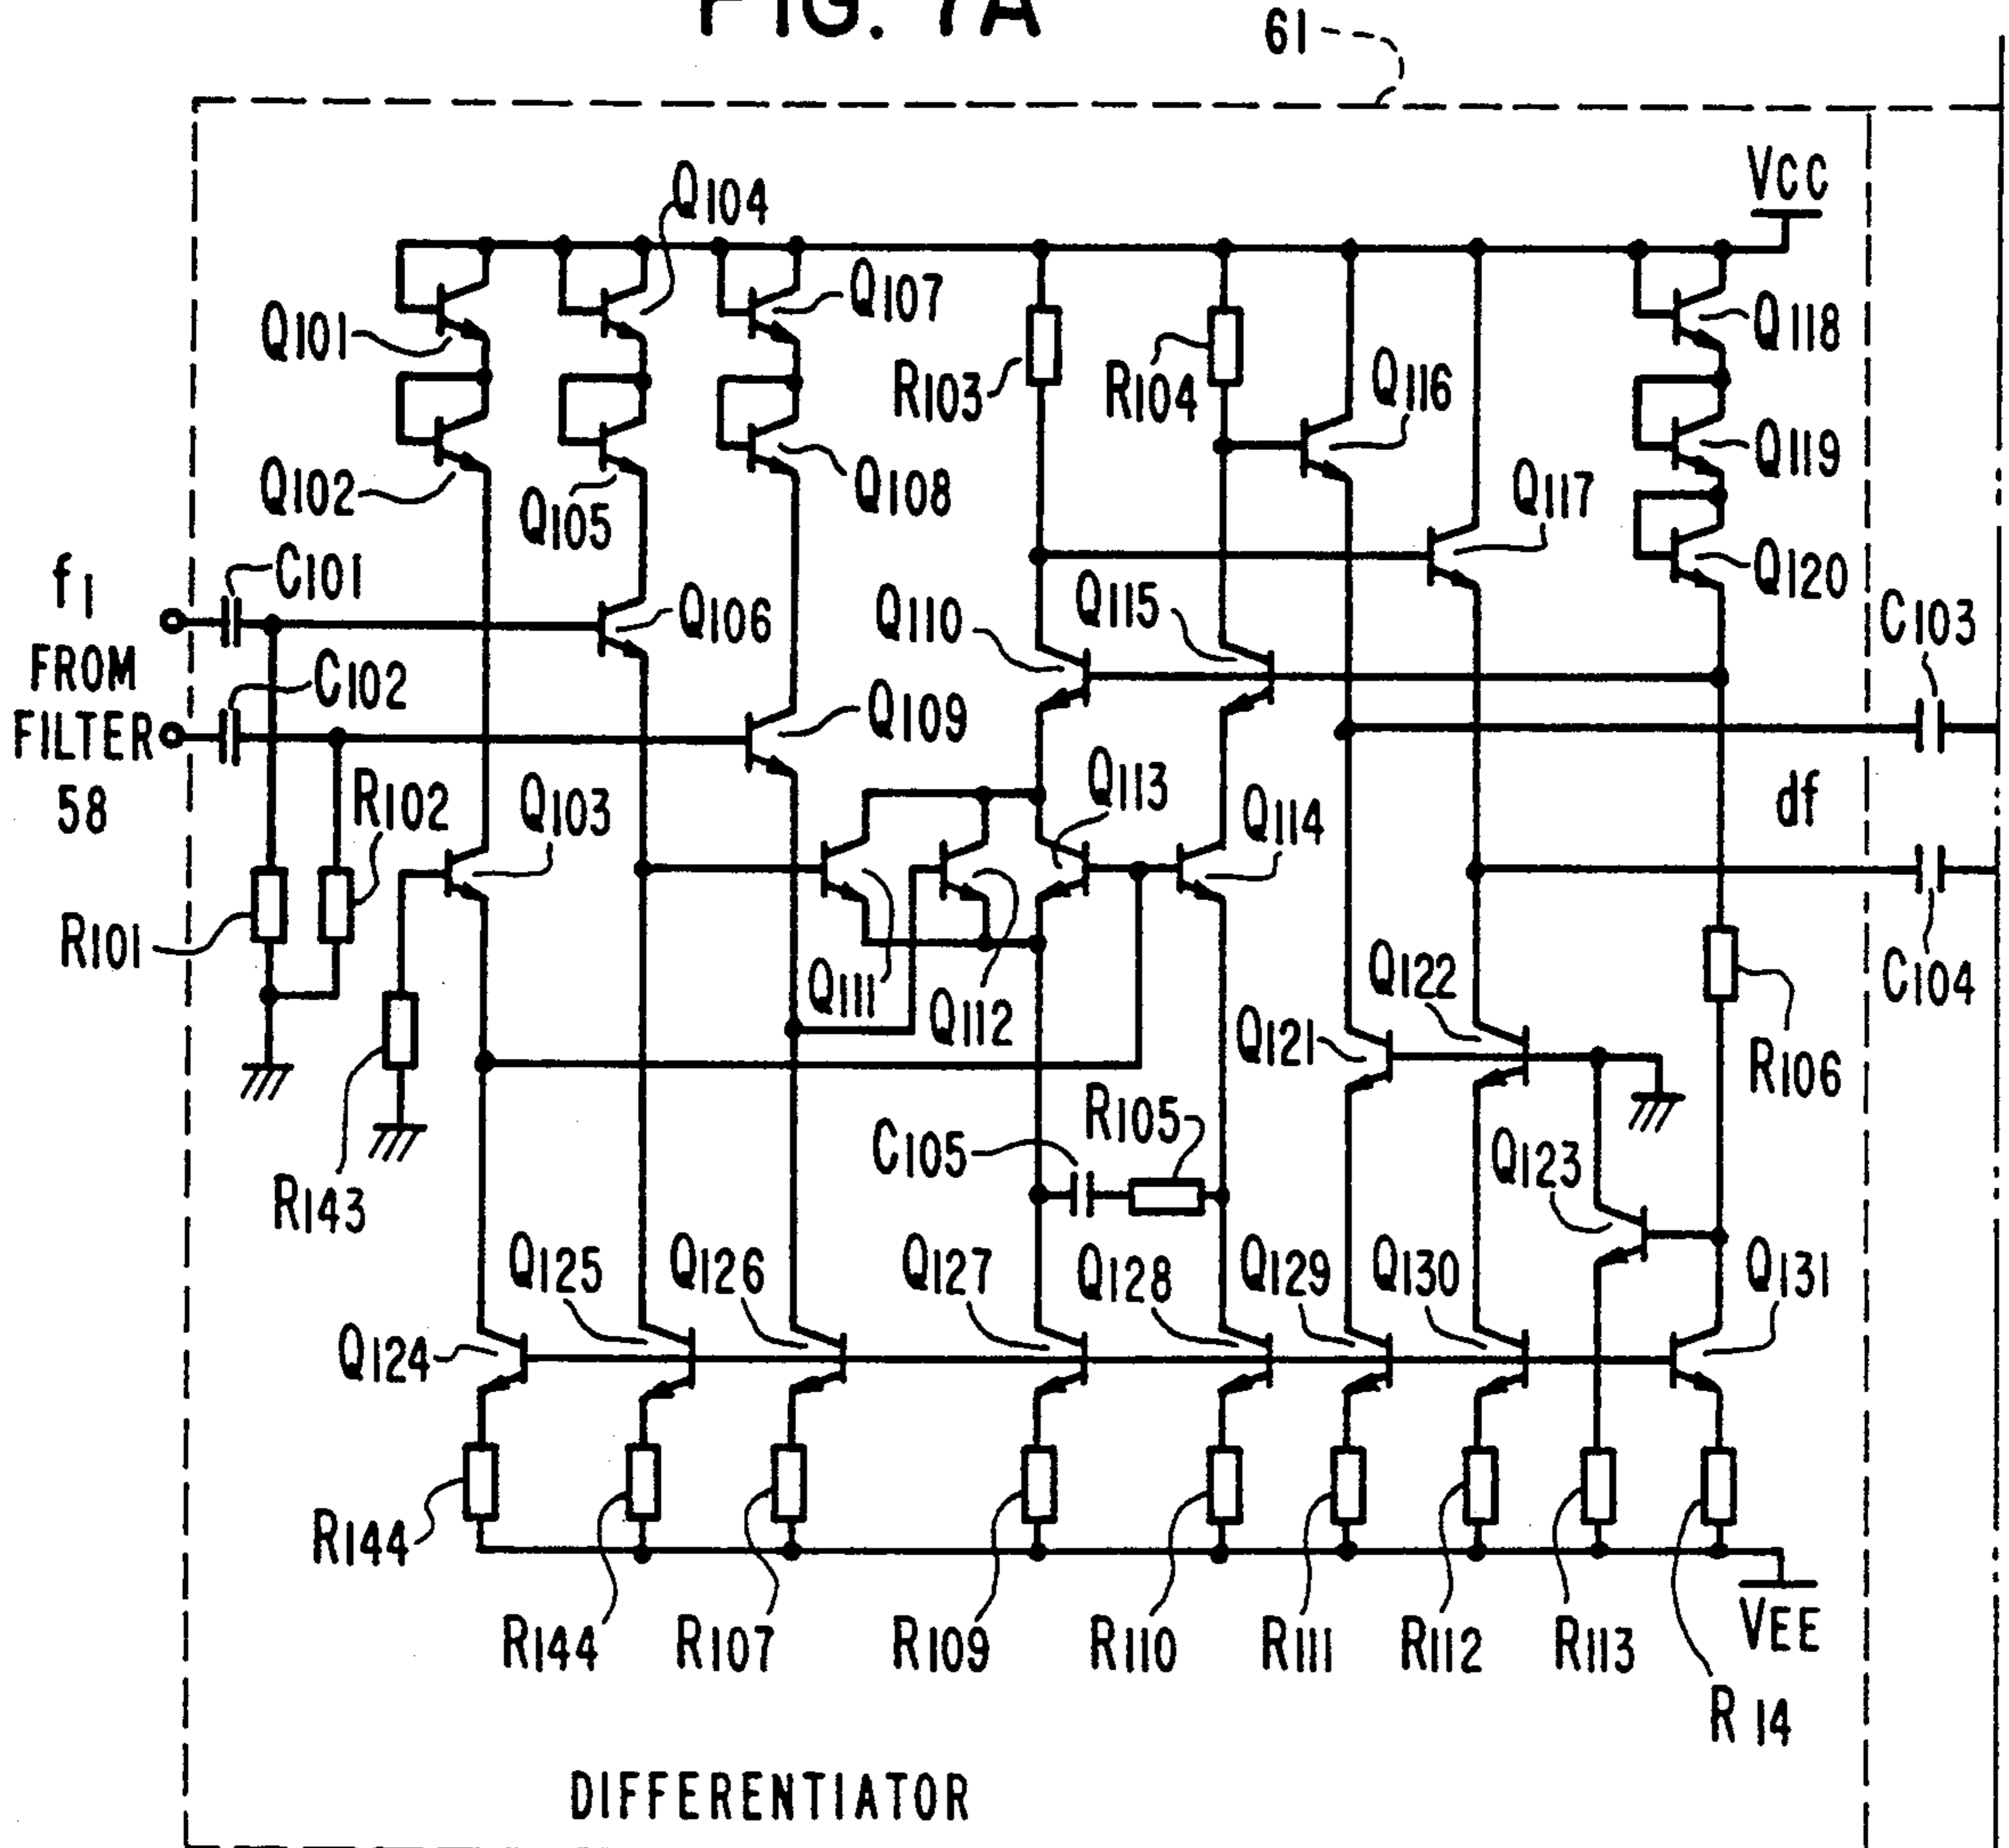 FIG. 7A
61
VCC
Q104
Q107
Q101
Q118
R103
R104
Q116
Q119
Q102
Q105
Q108
Q117
Q120
f1
FROM
FILTER
58
C101
Q106
Q110
Q115
C103
C102
Q109
R102
Q103
Q113
Q114
df
R101
Q111
Q112
Q122
C104
Q121
R106
R143
C105
R105
Q123
Q125
Q126
Q127
Q128
Q129
Q130
Q131
Q124
R144
R144
R107
R109
R110
R111
R112
R113
VEE
R 14
DIFFERENTIATOR